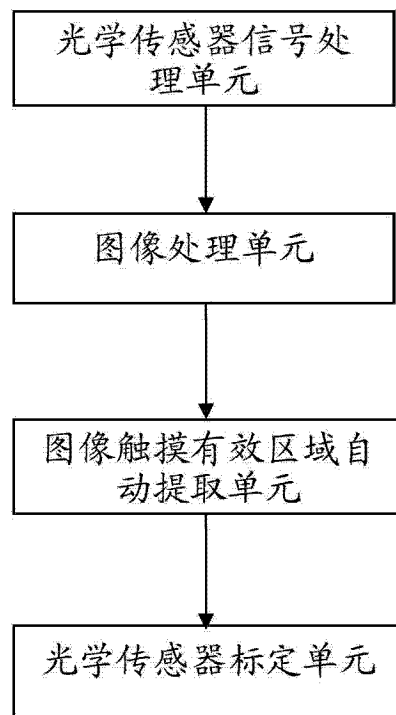 光学传感器信号处
理单元
图像处理单元
图像触摸有效区域自
动提取单元
光学传感器标定单元